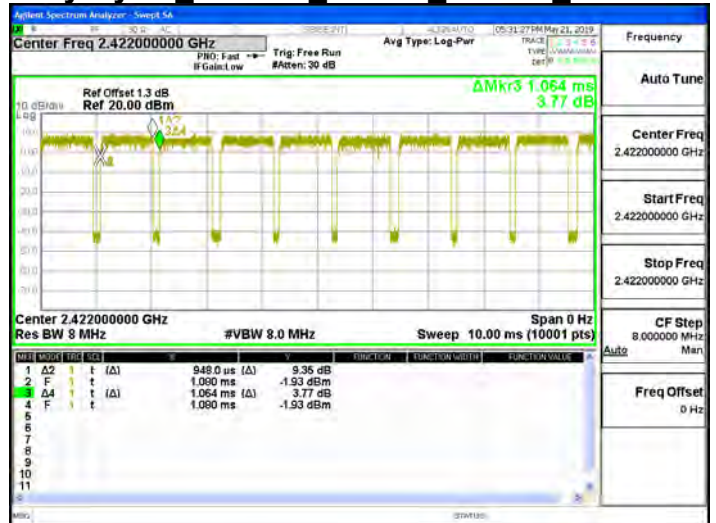 Agilent Spectrum Analyzer - Swept SA
05:31:27 PM May 21, 2019
Center Freq 2.422000000 GHz
Avg Type: Log-Pwr
TRACE
TYPE
DET
PNO: Fast
IFGain:Low
Trig: Free Run
#Atten: 30 dB
Frequency
Auto Tune
ΔMkr3 1.064 ms
3.77 dB
Ref Offset 1.3 dB
10 dB/div Ref 20.00 dBm
Log
Center Freq
2.422000000 GHz
Start Freq
2.422000000 GHz
Stop Freq
2.422000000 GHz
Center 2.422000000 GHz
Span 0 Hz
Res BW 8 MHz
#VBW 8.0 MHz
Sweep 10.00 ms (10001 pts)
CF Step
8.000000 MHz
Auto Man
MKR MODE TRC SCL X Y FUNCTION FUNCTION WIDTH FUNCTION VALUE
1 Δ2 1 t (Δ) 948.0 µs (Δ) 9.35 dB
2 F 1 t 1.080 ms -1.93 dBm
3 Δ4 1 t (Δ) 1.064 ms (Δ) 3.77 dB
4 F 1 t 1.080 ms -1.93 dBm
5
6
7
8
9
10
11
Freq Offset
0 Hz
MSG
STATUS